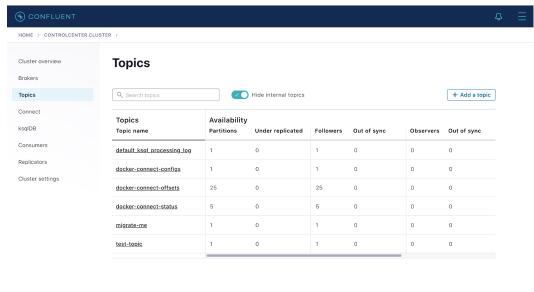 CONFLUENT
HOME > CONTROLCENTER.CLUSTER >
Cluster overview
Brokers
Topics
Connect
ksqlDB
Consumers
Replicators
Cluster settings
Topics
Search topics
Hide internal topics
+ Add a topic
Topics Availability
Topic name Partitions Under replicated Followers Out of sync Observers Out of sync
default_ksql_processing_log 1 0 1 0 0 0
docker-connect-configs 1 0 1 0 0 0
docker-connect-offsets 25 0 25 0 0 0
docker-connect-status 5 0 5 0 0 0
migrate-me 1 0 1 0 0 0
test-topic 1 0 1 0 0 0